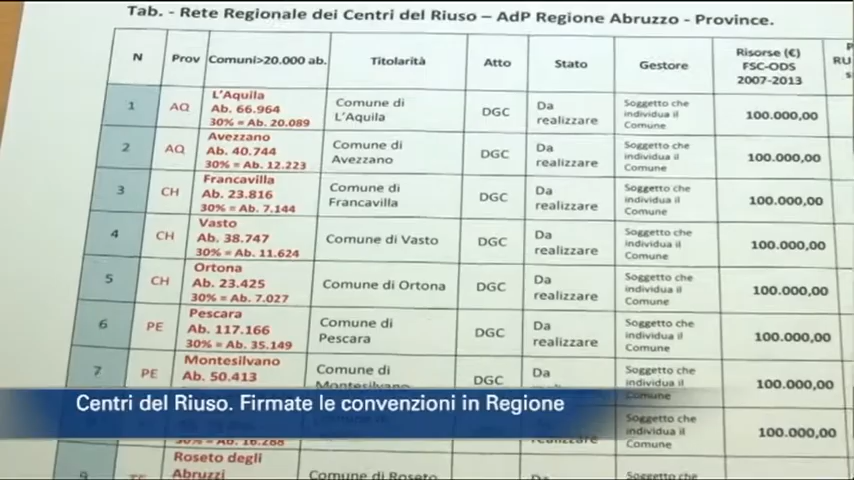 Tab. - Rete Regionale dei Centri del Riuso – AdP Regione Abruzzo - Province.
N Prov Comuni>20.000 ab. Titolarità Atto Stato Gestore Risorse (€) FSC-ODS 2007-2013
1 AQ L'Aquila Ab. 66.964 30% = Ab. 20.089 Comune di L'Aquila DGC Da realizzare Soggetto che individua il Comune 100.000,00
2 AQ Avezzano Ab. 40.744 30% = Ab. 12.223 Comune di Avezzano DGC Da realizzare Soggetto che individua il Comune 100.000,00
3 CH Francavilla Ab. 23.816 30% = Ab. 7.144 Comune di Francavilla DGC Da realizzare Soggetto che individua il Comune 100.000,00
4 CH Vasto Ab. 38.747 30% = Ab. 11.624 Comune di Vasto DGC Da realizzare Soggetto che individua il Comune 100.000,00
5 CH Ortona Ab. 23.425 30% = Ab. 7.027 Comune di Ortona DGC Da realizzare Soggetto che individua il Comune 100.000,00
6 PE Pescara Ab. 117.166 30% = Ab. 35.149 Comune di Pescara DGC Da realizzare Soggetto che individua il Comune 100.000,00
7 PE Montesilvano Ab. 50.413 Comune di Montesilvano DGC Da Soggetto che individua il Comune 100.000,00
Centri del Riuso. Firmate le convenzioni in Regione
30% = Ab. 16.288 realizzare Soggetto che individua il Comune 100.000,00
9 Roseto degli Abruzzi Comune di Roseto Da Soggetto che